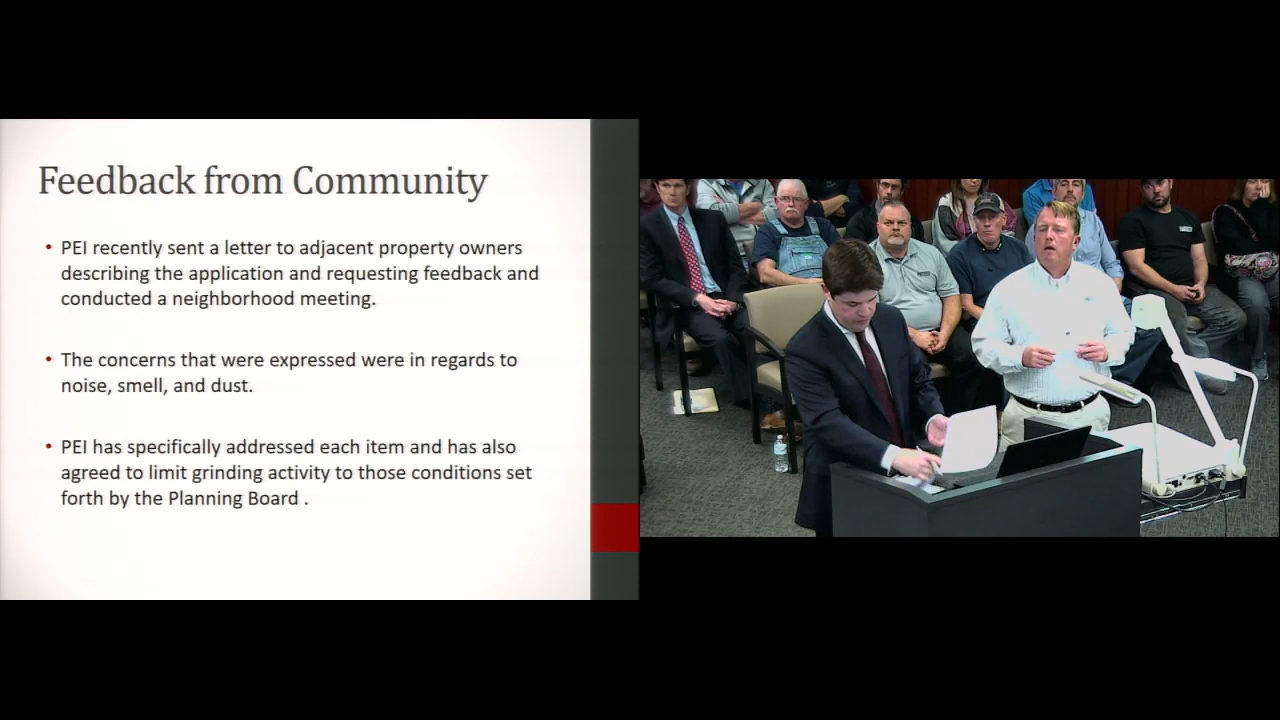 Feedback from Community
• PEI recently sent a letter to adjacent property owners
describing the application and requesting feedback and
conducted a neighborhood meeting.
• The concerns that were expressed were in regards to
noise, smell, and dust.
• PEI has specifically addressed each item and has also
agreed to limit grinding activity to those conditions set
forth by the Planning Board .